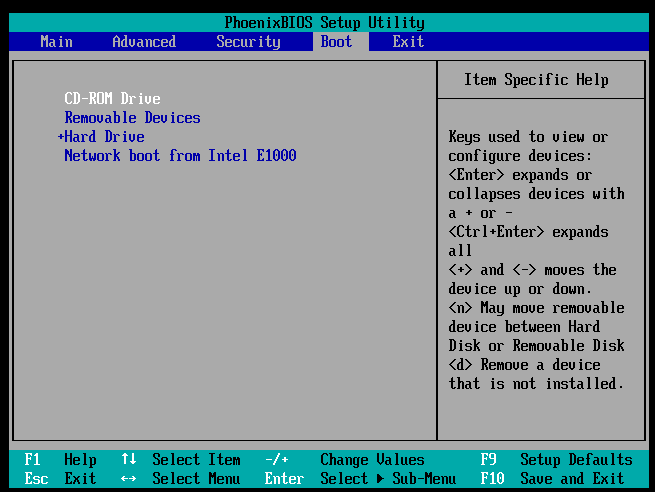 PhoenixBIOS Setup Utility
Main Advanced Security Boot Exit
CD-ROM Drive
Removable Devices
+Hard Drive
Network boot from Intel E1000
Item Specific Help
Keys used to view or
configure devices:
<Enter> expands or
collapses devices with
a + or -
<Ctrl+Enter> expands
all
<+> and <-> moves the
device up or down.
<n> May move removable
device between Hard
Disk or Removable Disk
<d> Remove a device
that is not installed.
F1 Help ↑↓ Select Item -/+ Change Values F9 Setup Defaults
Esc Exit ↔ Select Menu Enter Select ▶ Sub-Menu F10 Save and Exit